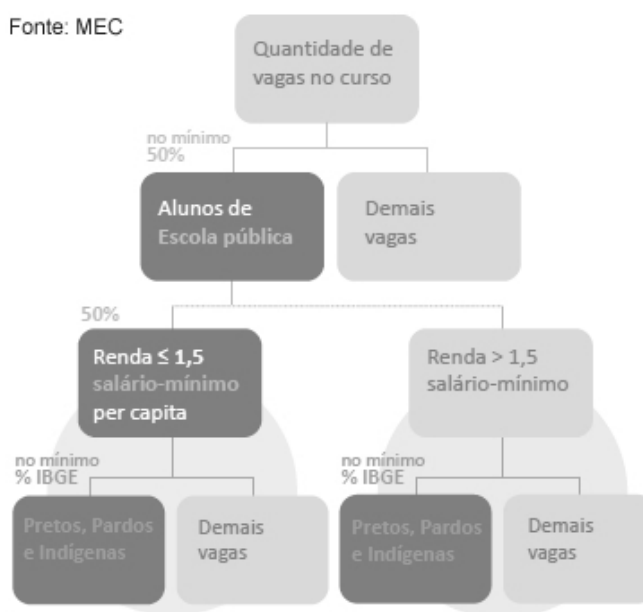 Fonte: MEC
Quantidade de
vagas no curso
no mínimo
50%
Alunos de
Escola pública
Demais
vagas
50%
Renda ≤ 1,5
salário-mínimo
per capita
Renda > 1,5
salário-mínimo
no mínimo
% IBGE
Pretos, Pardos
e Indígenas
Demais
vagas
no mínimo
% IBGE
Pretos, Pardos
e Indígenas
Demais
vagas